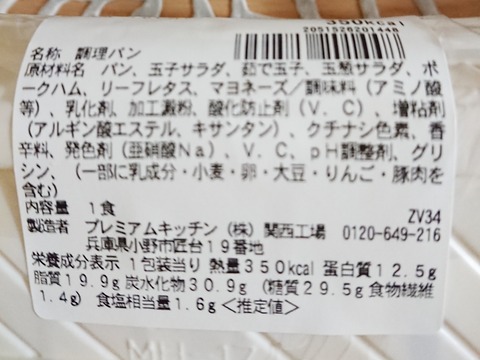 350kcal
2051526201448
名称 調理パン
原材料名 パン、玉子サラダ、茹で玉子、玉葱サラダ、ポ
ークハム、リーフレタス、マヨネーズ/調味料(アミノ酸
等)、乳化剤、加工澱粉、酸化防止剤(V.C)、増粘剤
(アルギン酸エステル、キサンタン)、クチナシ色素、香
辛料、発色剤(亜硝酸Na)、V.C、pH調整剤、グリ
シン、(一部に乳成分・小麦・卵・大豆・りんご・豚肉を
含む)
内容量 1食 ZV34
製造者 プレミアムキッチン(株) 関西工場 0120-649-216
兵庫県小野市匠台19番地
栄養成分表示 1包装当り 熱量350kcal 蛋白質12.5g
脂質19.9g 炭水化物30.9g (糖質29.5g 食物繊維
1.4g) 食塩相当量1.6g<推定値>